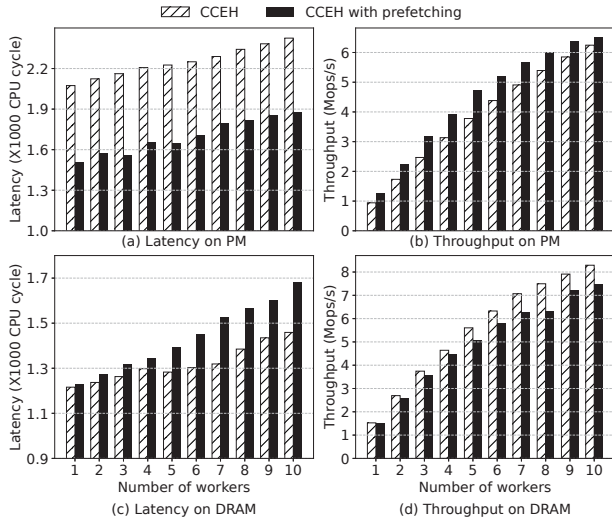 CCEH CCEH with prefetching
Latency (X1000 CPU cycle)
2.2
1.9
1.6
1.3
1.0
(a) Latency on PM
Throughput (Mops/s)
6
5
4
3
2
1
0
(b) Throughput on PM
Latency (X1000 CPU cycle)
1.7
1.5
1.3
1.1
0.9
1 2 3 4 5 6 7 8 9 10
Number of workers
(c) Latency on DRAM
Throughput (Mops/s)
8
7
6
5
4
3
2
1
0
1 2 3 4 5 6 7 8 9 10
Number of workers
(d) Throughput on DRAM